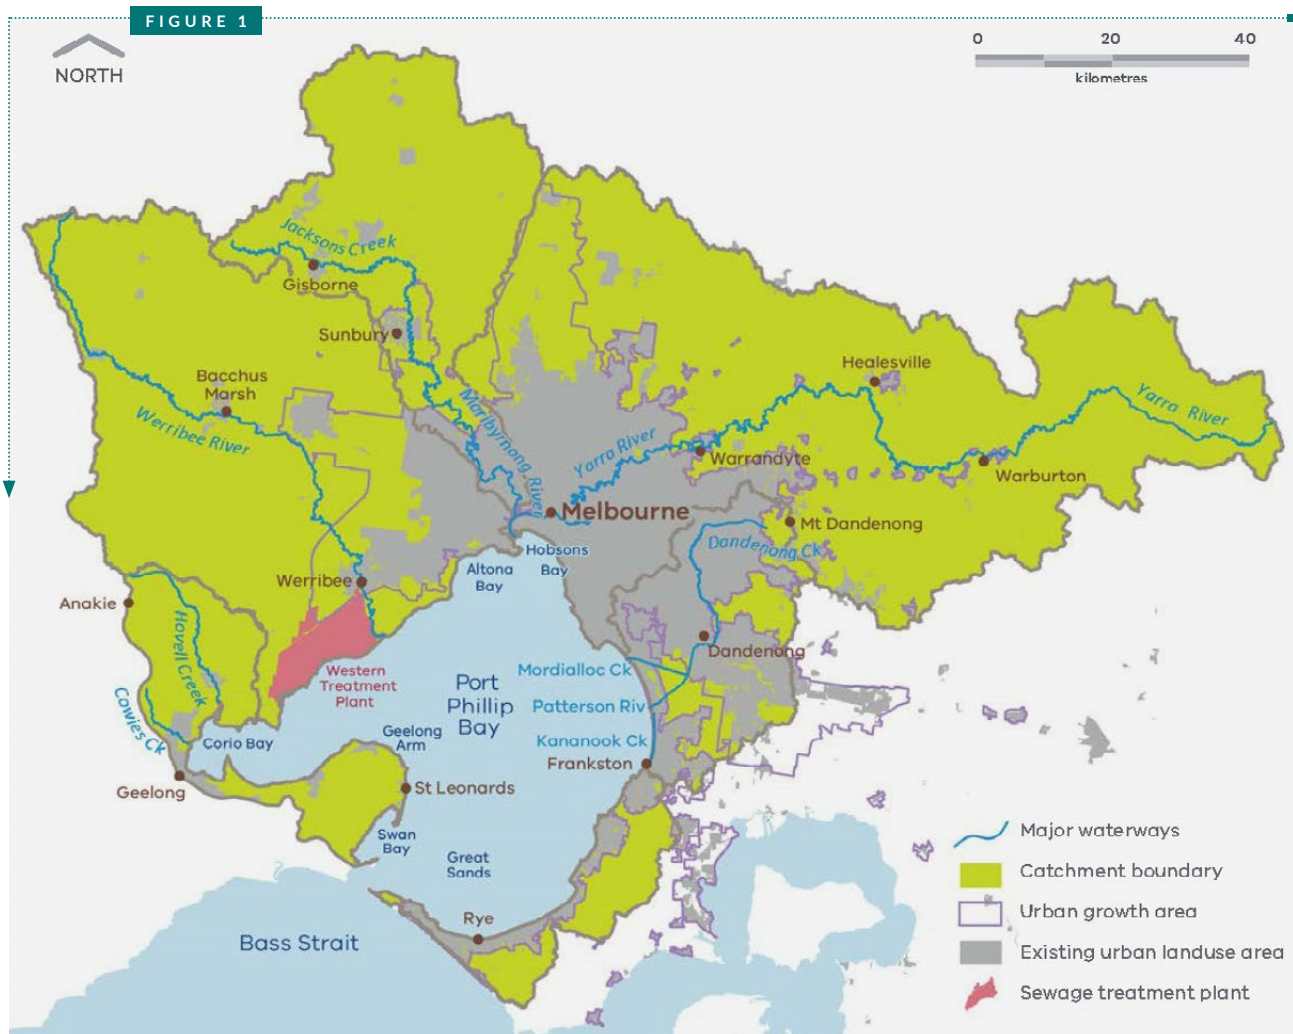 FIGURE 1
NORTH
0 20 40
kilometres
Jacksons Creek
Gisborne
Sunbury
Bacchus
Marsh
Werribee River
Maribyrnong River
Healesville
Yarra River
Yarra River
Warrandyte
Warburton
Melbourne
Mt Dandenong
Dandenong Ck
Hobsons
Bay
Altona
Bay
Werribee
Anakie
Hovell Creek
Dandenong
Western
Treatment
Plant
Mordialloc Ck
Port
Phillip
Bay
Patterson Riv
Cowies Ck
Corio Bay
Geelong
Arm
Kananook Ck
Frankston
Geelong
St Leonards
Swan
Bay
Great
Sands
Rye
Bass Strait
Major waterways
Catchment boundary
Urban growth area
Existing urban landuse area
Sewage treatment plant